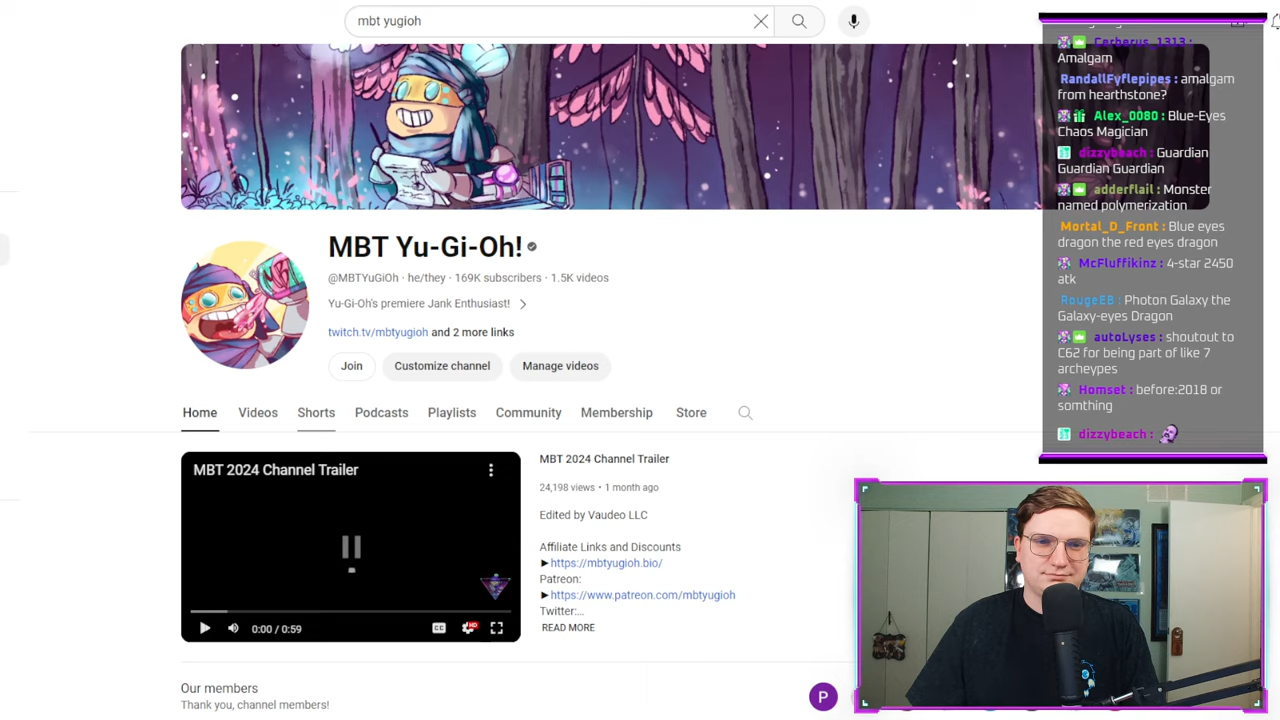 mbt yugioh
MBT Yu-Gi-Oh!
@MBTYuGiOh · he/they · 169K subscribers · 1.5K videos
Yu-Gi-Oh's premiere Jank Enthusiast!
twitch.tv/mbtyugioh and 2 more links
Join
Customize channel
Manage videos
Home
Videos
Shorts
Podcasts
Playlists
Community
Membership
Store
MBT 2024 Channel Trailer
0:00 / 0:59
CC
HD
MBT 2024 Channel Trailer
24,198 views · 1 month ago
Edited by Vaudeo LLC
Affiliate Links and Discounts
►https://mbtyugioh.bio/
Patreon:
►https://www.patreon.com/mbtyugioh
Twitter:...
READ MORE
Our members
Thank you, channel members!
P
Cerberus_1313 :
Amalgam
RandallFyflepipes : amalgam
from hearthstone?
Alex_0080 : Blue-Eyes
Chaos Magician
dizzybeach : Guardian
Guardian Guardian
adderflail : Monster
named polymerization
Mortal_D_Front : Blue eyes
dragon the red eyes dragon
McFluffikinz : 4-star 2450
atk
RougeEB : Photon Galaxy the
Galaxy-eyes Dragon
autoLyses : shoutout to
C62 for being part of like 7
archeypes
Homset : before:2018 or
somthing
dizzybeach :